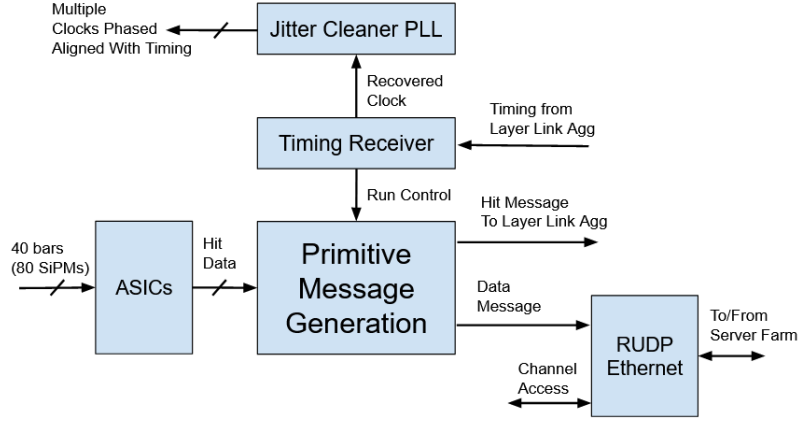 Multiple
Clocks Phased
Aligned With Timing
Jitter Cleaner PLL
Recovered
Clock
Timing from
Layer Link Agg
Timing Receiver
Run Control
Hit Message
To Layer Link Agg
40 bars
(80 SiPMs)
ASICs
Hit
Data
Primitive
Message
Generation
Data
Message
To/From
Server Farm
RUDP
Ethernet
Channel
Access